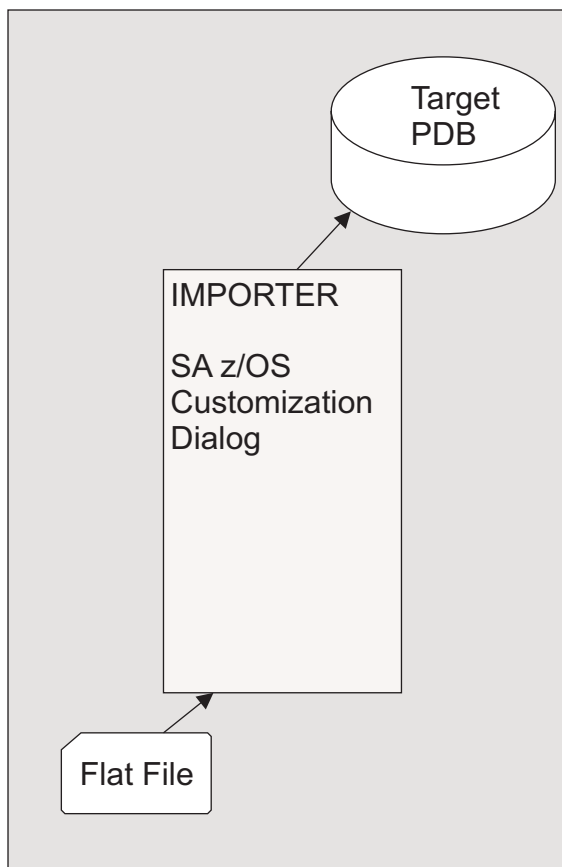 Target
PDB
IMPORTER
SA z/OS
Customization
Dialog
Flat File